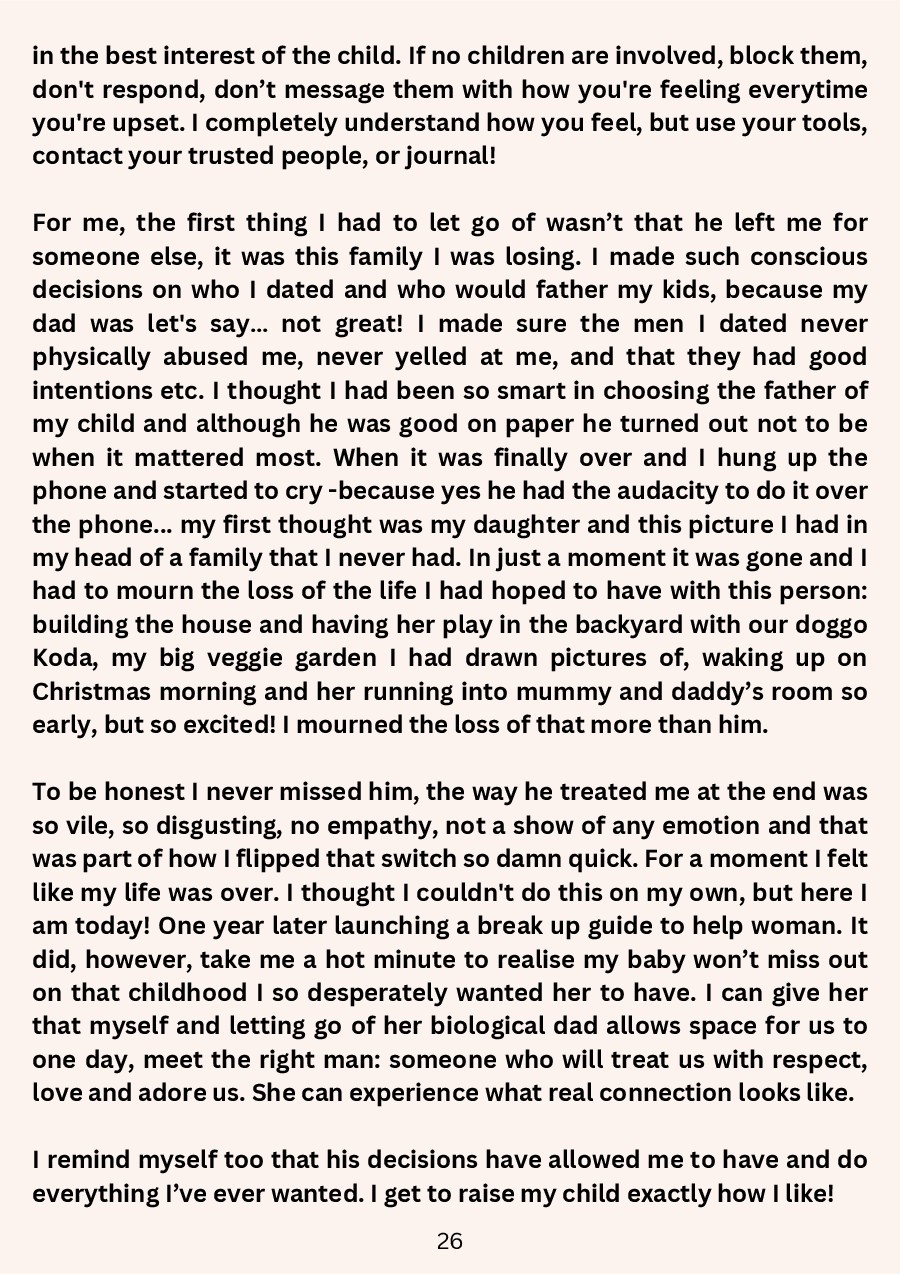 in the best interest of the child. If no children are involved, block them,
don't respond, don’t message them with how you're feeling everytime
you're upset. I completely understand how you feel, but use your tools,
contact your trusted people, or journal!
For me, the first thing I had to let go of wasn’t that he left me for
someone else, it was this family I was losing. I made such conscious
decisions on who I dated and who would father my kids, because my
dad was let's say... not great! I made sure the men I dated never
physically abused me, never yelled at me, and that they had good
intentions etc. I thought I had been so smart in choosing the father of
my child and although he was good on paper he turned out not to be
when it mattered most. When it was finally over and I hung up the
phone and started to cry -because yes he had the audacity to do it over
the phone... my first thought was my daughter and this picture I had in
my head of a family that I never had. In just a moment it was gone and I
had to mourn the loss of the life I had hoped to have with this person:
building the house and having her play in the backyard with our doggo
Koda, my big veggie garden I had drawn pictures of, waking up on
Christmas morning and her running into mummy and daddy’s room so
early, but so excited! I mourned the loss of that more than him.
To be honest I never missed him, the way he treated me at the end was
so vile, so disgusting, no empathy, not a show of any emotion and that
was part of how I flipped that switch so damn quick. For a moment I felt
like my life was over. I thought I couldn't do this on my own, but here I
am today! One year later launching a break up guide to help woman. It
did, however, take me a hot minute to realise my baby won’t miss out
on that childhood I so desperately wanted her to have. I can give her
that myself and letting go of her biological dad allows space for us to
one day, meet the right man: someone who will treat us with respect,
love and adore us. She can experience what real connection looks like.
I remind myself too that his decisions have allowed me to have and do
everything I’ve ever wanted. I get to raise my child exactly how I like!
26